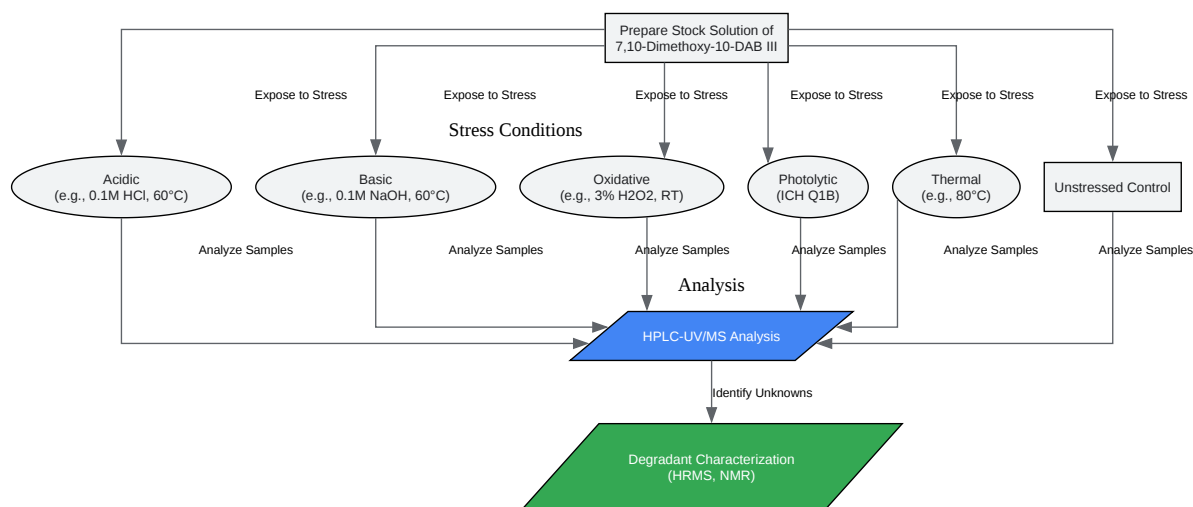 Prepare Stock Solution of
7,10-Dimethoxy-10-DAB III
Expose to Stress
Expose to Stress
Expose to Stress
Expose to Stress
Expose to Stress
Expose to Stress
Stress Conditions
Acidic
(e.g., 0.1M HCl, 60°C)
Basic
(e.g., 0.1M NaOH, 60°C)
Oxidative
(e.g., 3% H2O2, RT)
Photolytic
(ICH Q1B)
Thermal
(e.g., 80°C)
Unstressed Control
Analyze Samples
Analyze Samples
Analyze Samples
Analyze Samples
Analyze Samples
Analyze Samples
Analysis
HPLC-UV/MS Analysis
Identify Unknowns
Degradant Characterization
(HRMS, NMR)